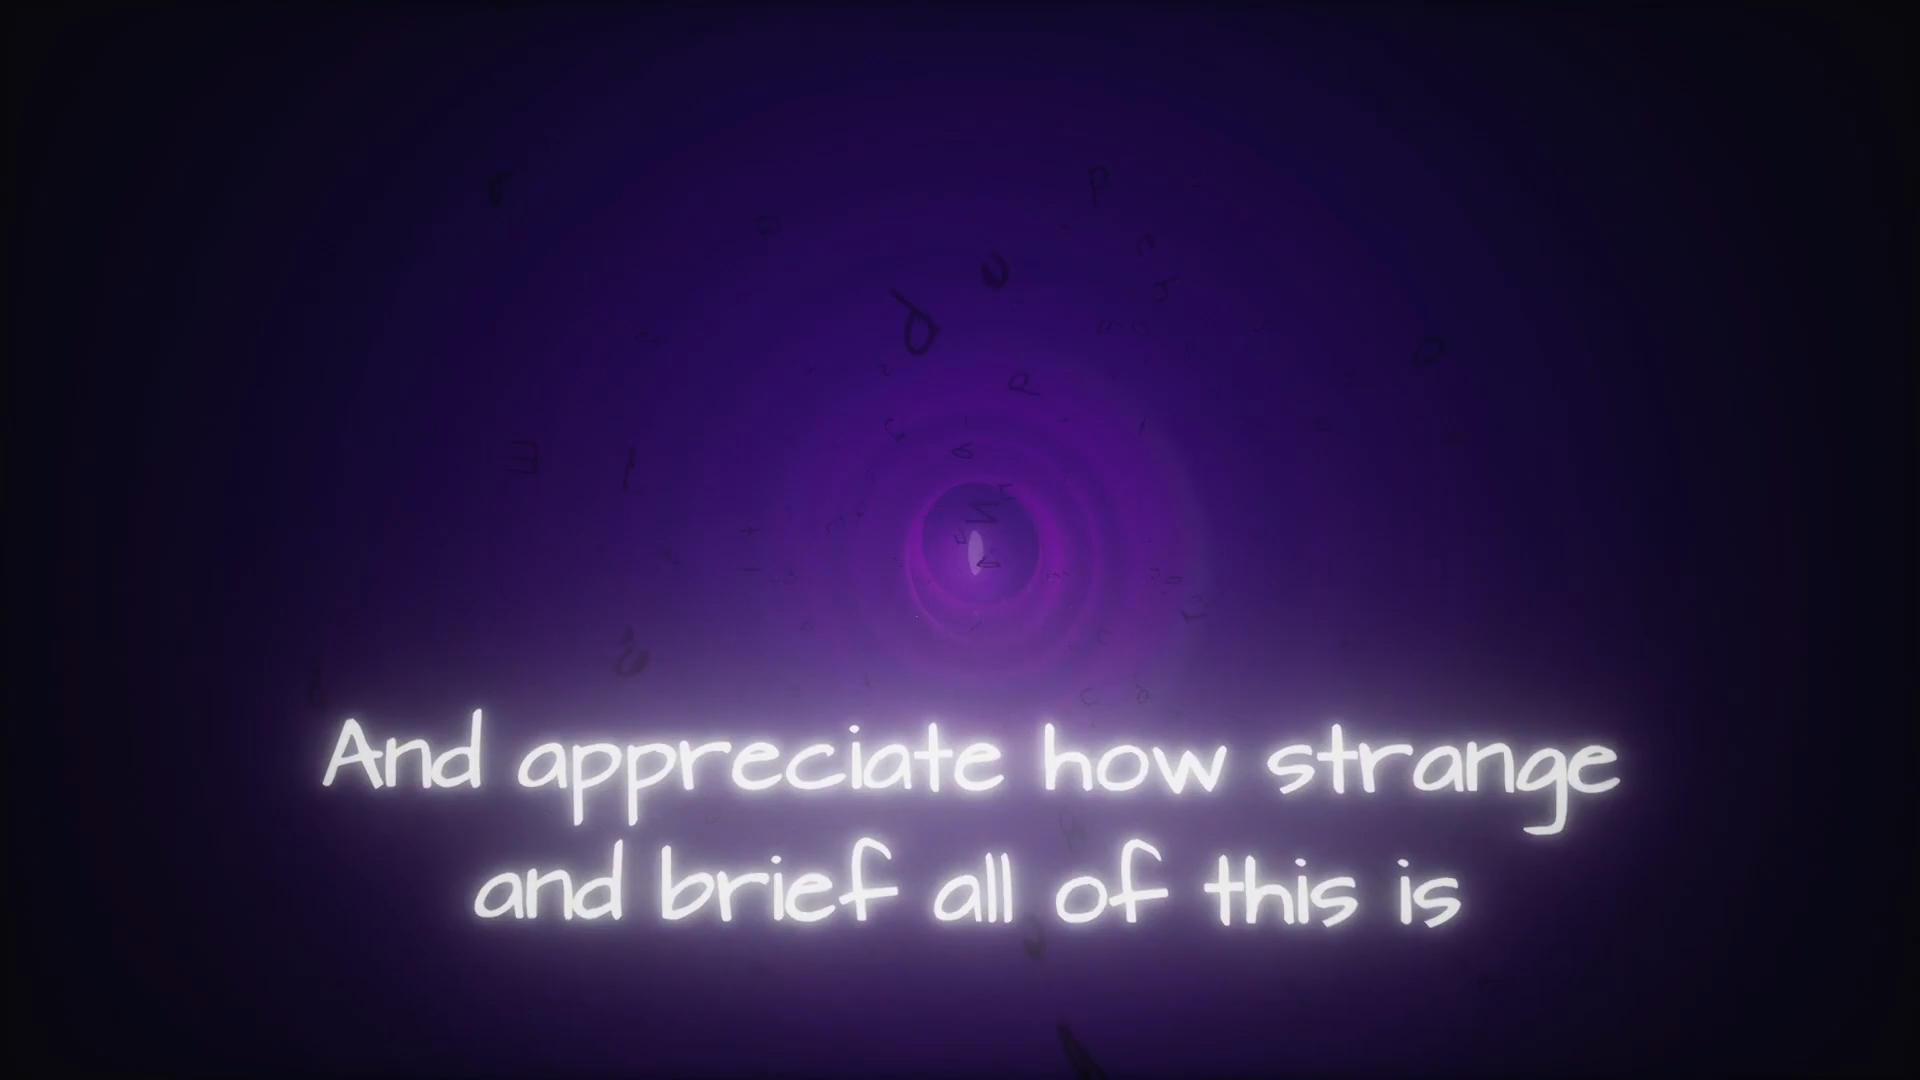 And appreciate how strange
and brief all of this is